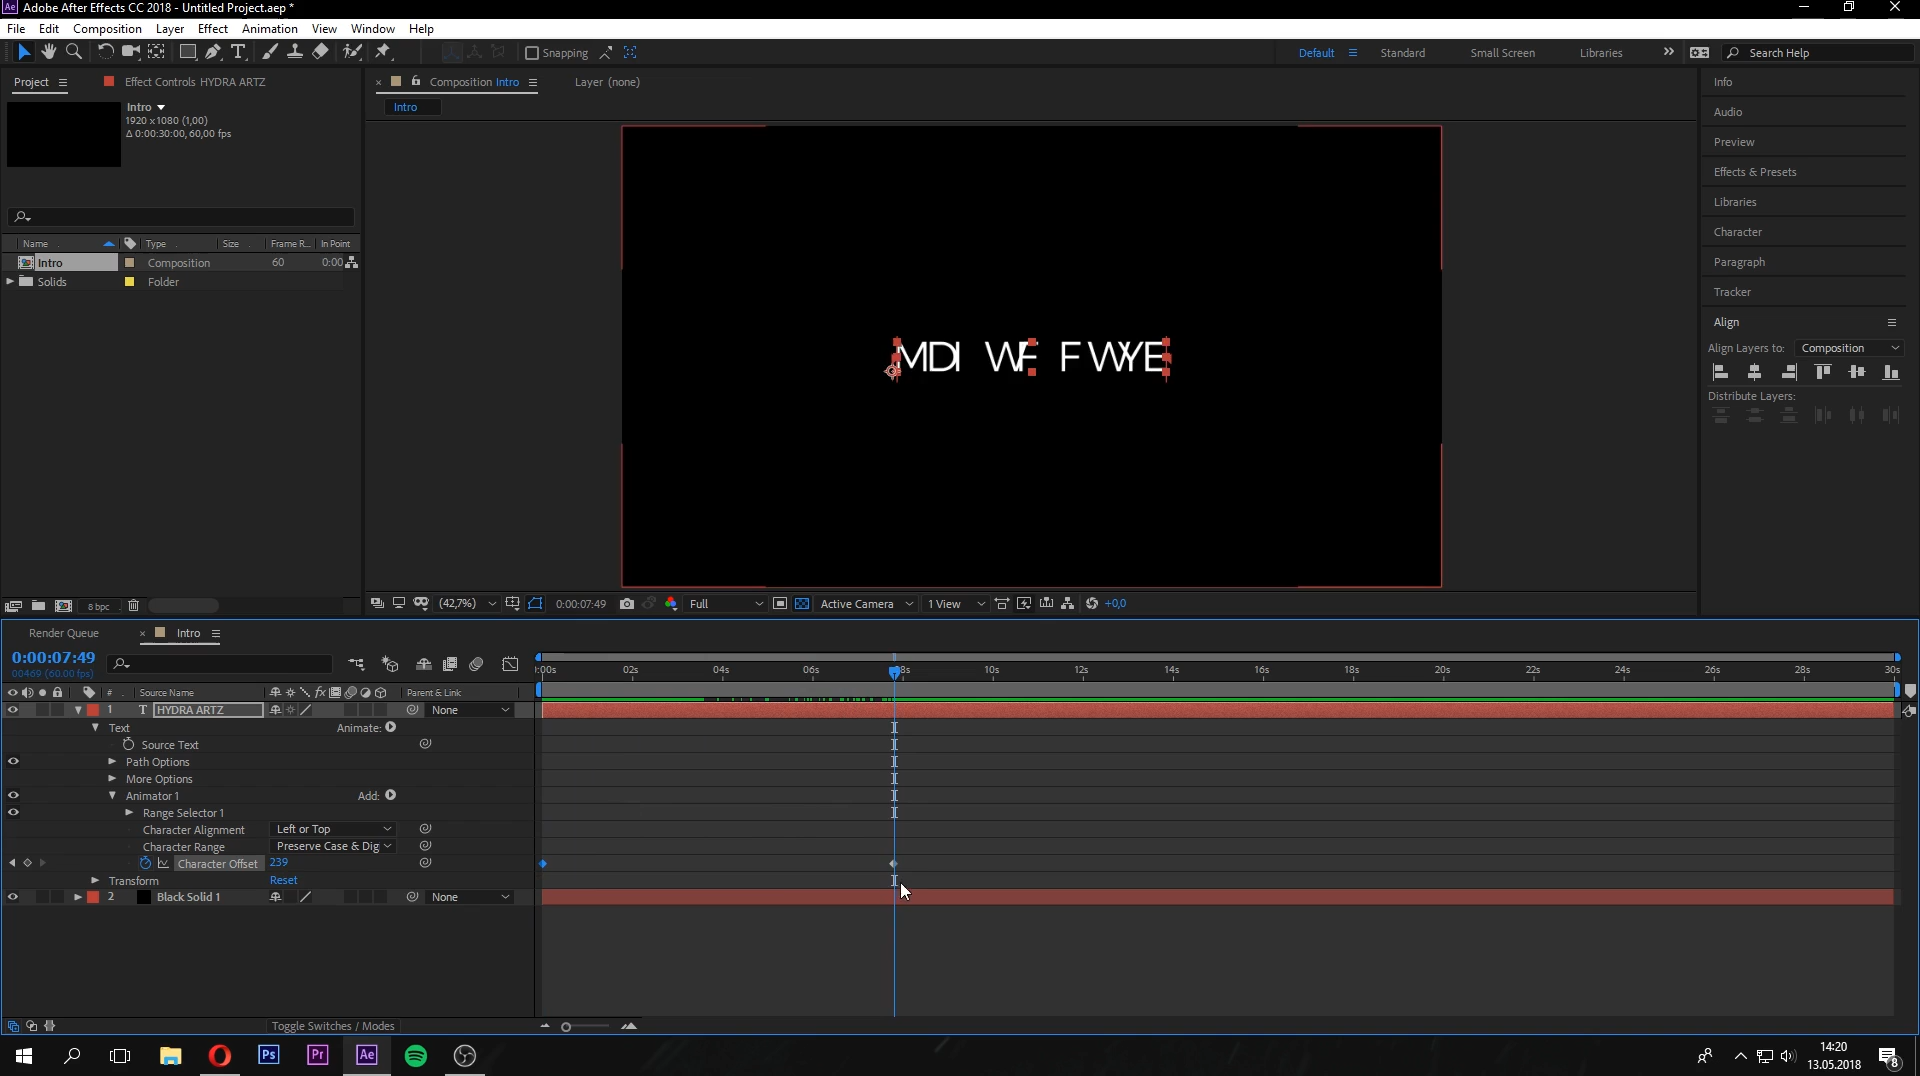 Ae Adobe After Effects CC 2018 - Untitled Project.aep *
File Edit Composition Layer Effect Animation View Window Help
Snapping Default Standard Small Screen Libraries Search Help
Project Effect Controls HYDRA ARTZ Composition Intro Layer (none)
Intro
Intro
1920 x1080 (1,00)
Δ 0:00:30:00, 60,00 fps
Info
Audio
Preview
Effects & Presets
Libraries
Character
Paragraph
Tracker
Align
Align Layers to: Composition
Distribute Layers:
Name Type Size Frame R... In Point
Intro Composition 60 0:00
Solids Folder
MDI WF F WYE
8 bpc
(42,7%) 0:00:07:49 Full Active Camera 1 View +0,0
Render Queue Intro
0:00:07:49
00469 (60.00 fps)
:00s 02s 04s 06s 08s 10s 12s 14s 16s 18s 20s 22s 24s 26s 28s 30s
# Source Name fx Parent & Link
1 T HYDRA ARTZ None
Text Animate:
Source Text
Path Options
More Options
Animator 1 Add:
Range Selector 1
Character Alignment Left or Top
Character Range Preserve Case & Dig
Character Offset 239
Transform Reset
2 Black Solid 1 None
Toggle Switches / Modes
Ps Pr Ae
14:20
13.05.2018
8